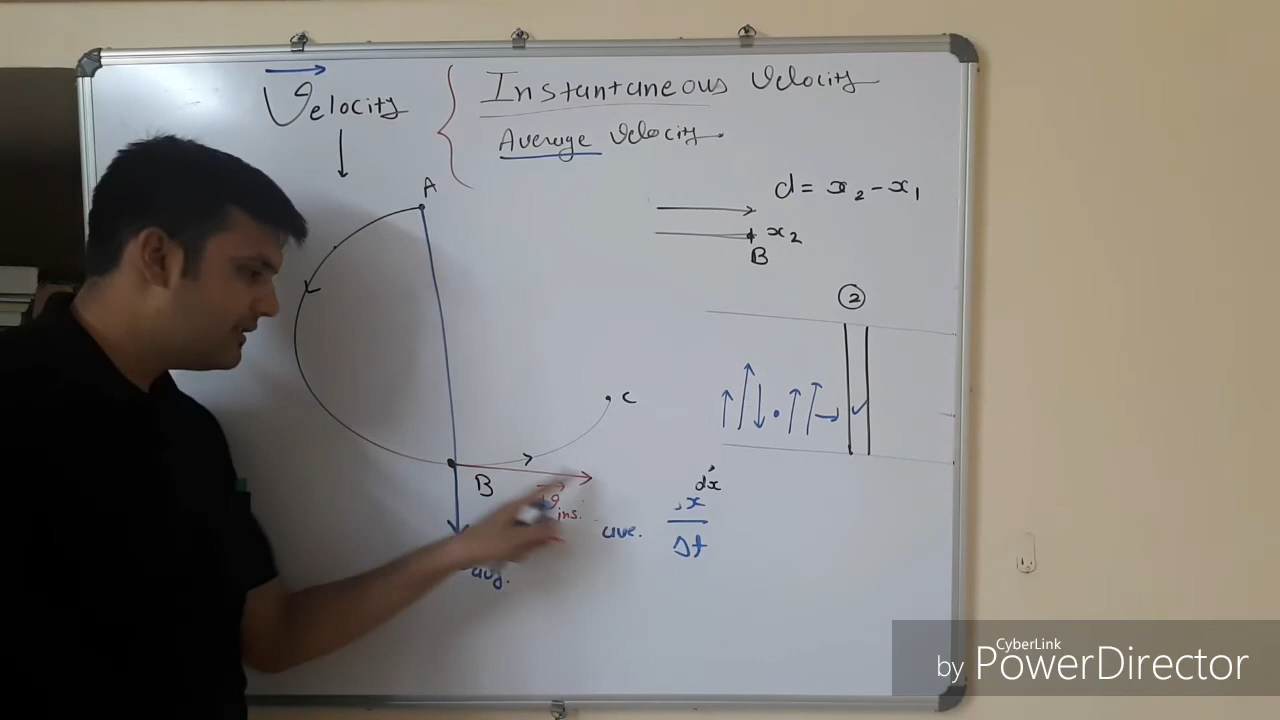 Velocity
Instantaneous Velocity
Average Velocity
A
d = x₂ - x₁
x₂
B
②
C
B
ins.
ave.
dx
x
Δt
avg.
CyberLink
by PowerDirector